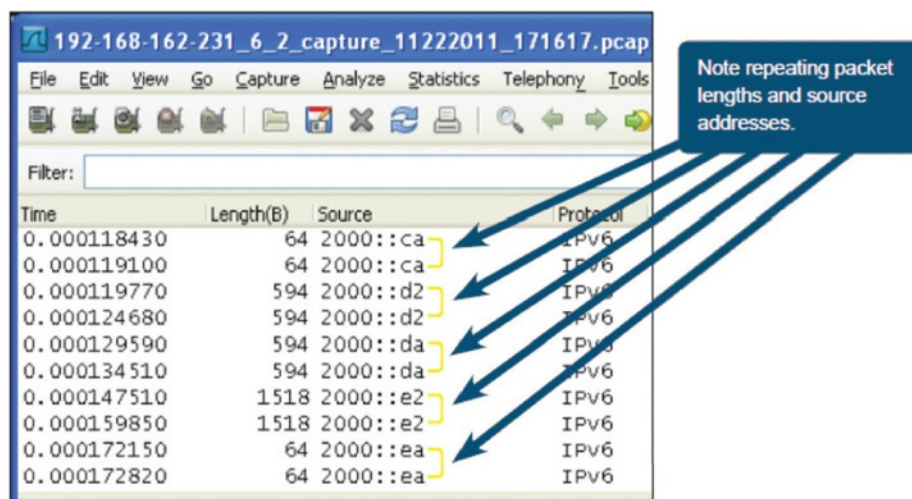 192-168-162-231_6_2_capture_11222011_171617.pcap
File Edit View Go Capture Analyze Statistics Telephony Tools
Filter:
Time Length(B) Source Protocol
0.000118430 64 2000::ca IPv6
0.000119100 64 2000::ca IPv6
0.000119770 594 2000::d2 IPv6
0.000124680 594 2000::d2 IPv6
0.000129590 594 2000::da IPv6
0.000134510 594 2000::da IPv6
0.000147510 1518 2000::e2 IPv6
0.000159850 1518 2000::e2 IPv6
0.000172150 64 2000::ea IPv6
0.000172820 64 2000::ea IPv6
Note repeating packet
lengths and source
addresses.